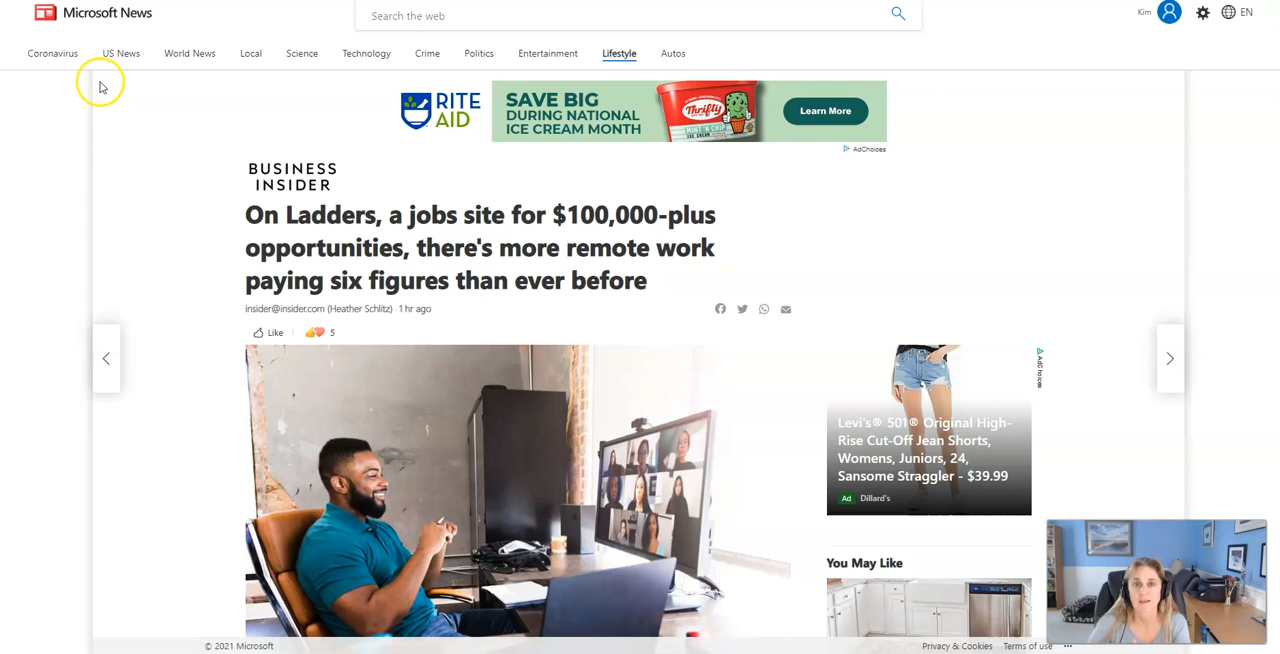 Microsoft News
Search the web
Kim
EN
Coronavirus US News World News Local Science Technology Crime Politics Entertainment Lifestyle Autos
RITE AID
SAVE BIG
DURING NATIONAL
ICE CREAM MONTH
Thrifty
MINT 'N CHIP
Learn More
AdChoices
BUSINESS
INSIDER
On Ladders, a jobs site for $100,000-plus
opportunities, there's more remote work
paying six figures than ever before
insider@insider.com (Heather Schlitz) · 1 hr ago
Like
5
AdChoices
Levi's® 501® Original High-
Rise Cut-Off Jean Shorts,
Womens, Juniors, 24,
Sansome Straggler - $39.99
Ad Dillard's
You May Like
© 2021 Microsoft
Privacy & Cookies Terms of use ...